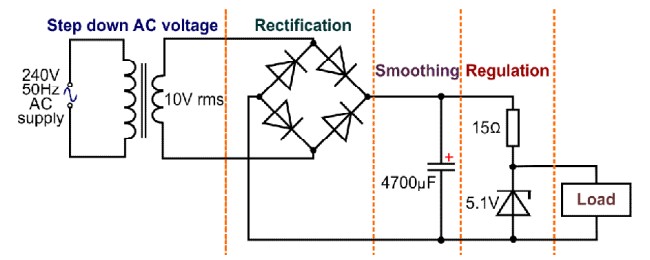 Step down AC voltage
Rectification
Smoothing
Regulation
240V
50Hz
AC
supply
10V rms
4700µF
+
15Ω
5.1V
Load